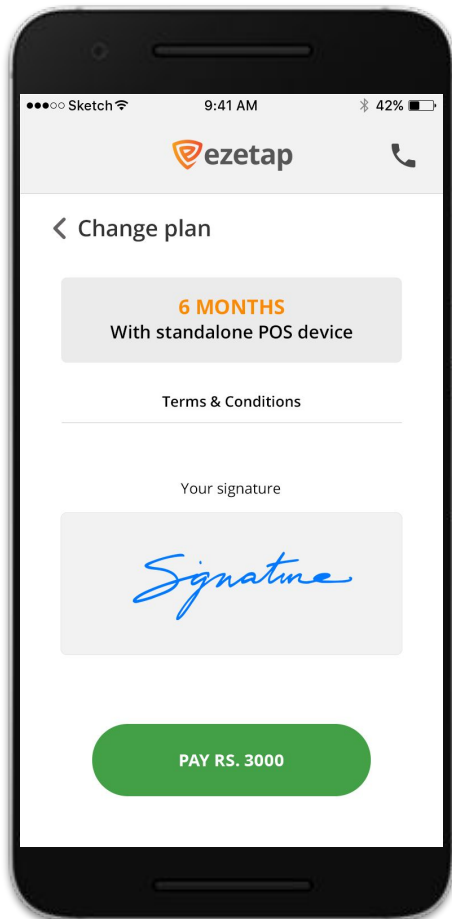 Sketch 9:41 AM 42%
ezetap
Change plan
6 MONTHS
With standalone POS device
Terms & Conditions
Your signature
Signature
PAY RS. 3000